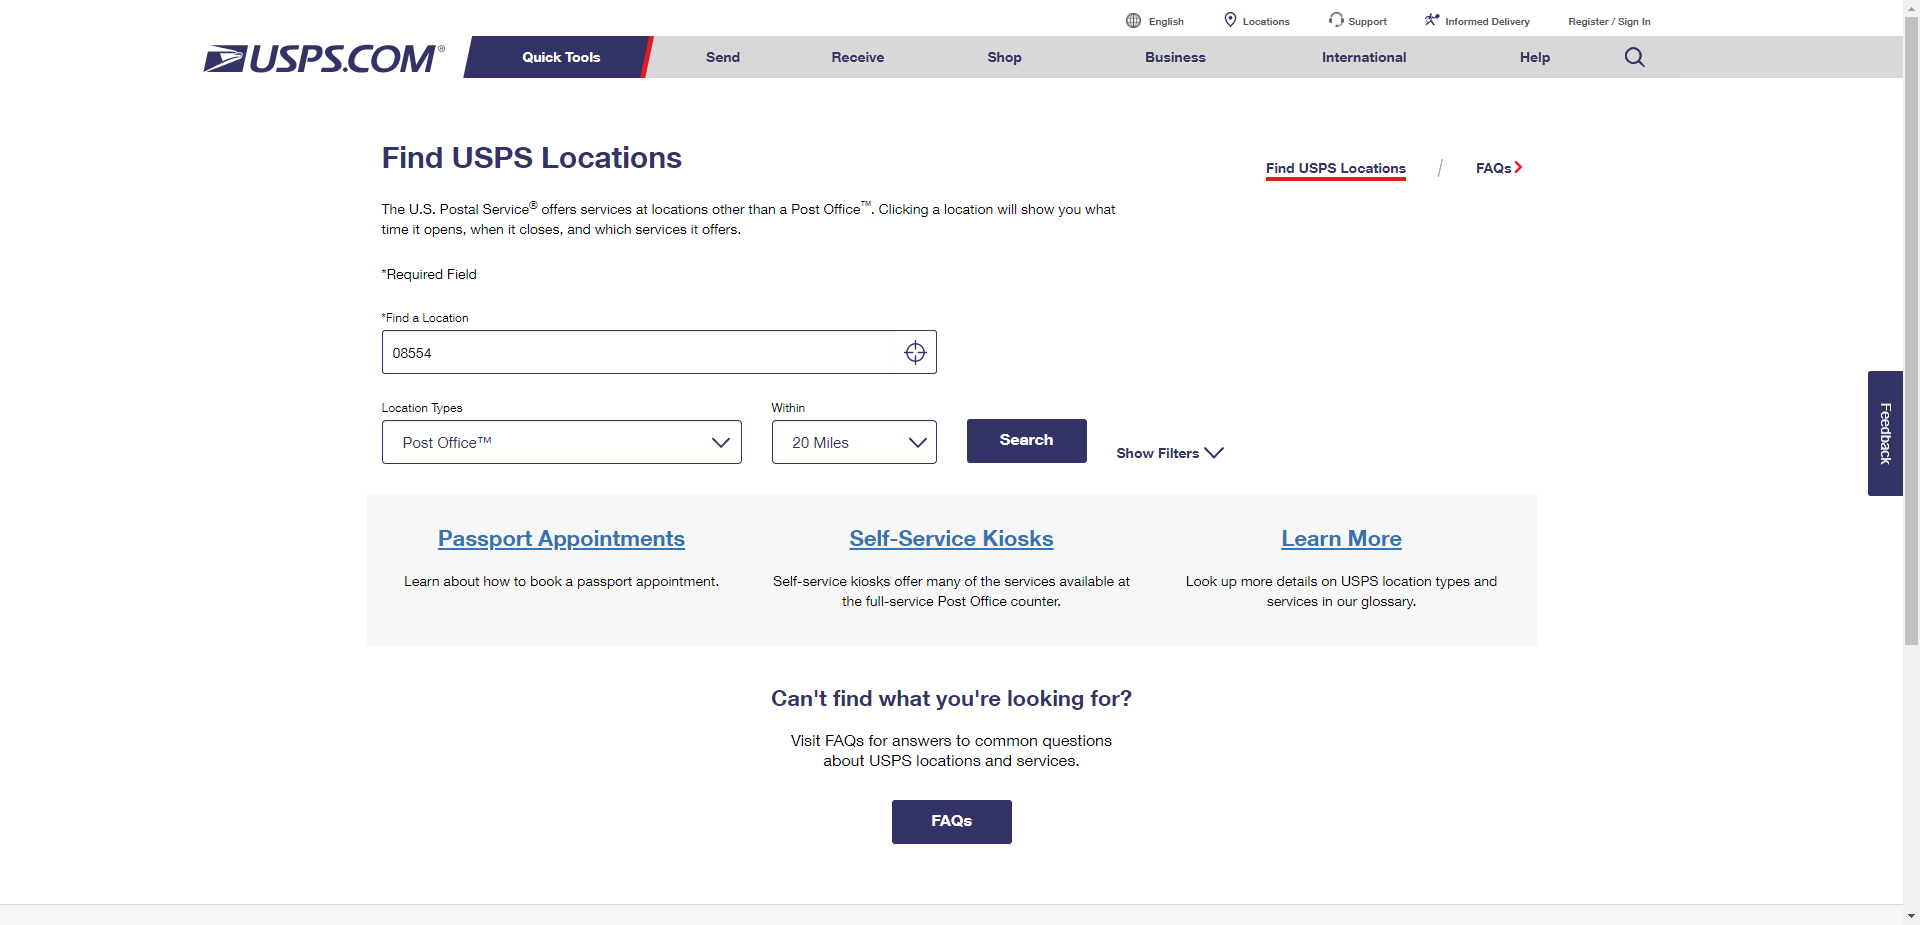 English
Locations
Support
Informed Delivery
Register / Sign In
USPS.COM®
Quick Tools
Send
Receive
Shop
Business
International
Help
Find USPS Locations
Find USPS Locations
/
FAQs
The U.S. Postal Service® offers services at locations other than a Post Office™. Clicking a location will show you what
time it opens, when it closes, and which services it offers.
*Required Field
*Find a Location
08554
Location Types
Within
Post Office™
20 Miles
Search
Show Filters
Feedback
Passport Appointments
Learn about how to book a passport appointment.
Self-Service Kiosks
Self-service kiosks offer many of the services available at
the full-service Post Office counter.
Learn More
Look up more details on USPS location types and
services in our glossary.
Can't find what you're looking for?
Visit FAQs for answers to common questions
about USPS locations and services.
FAQs